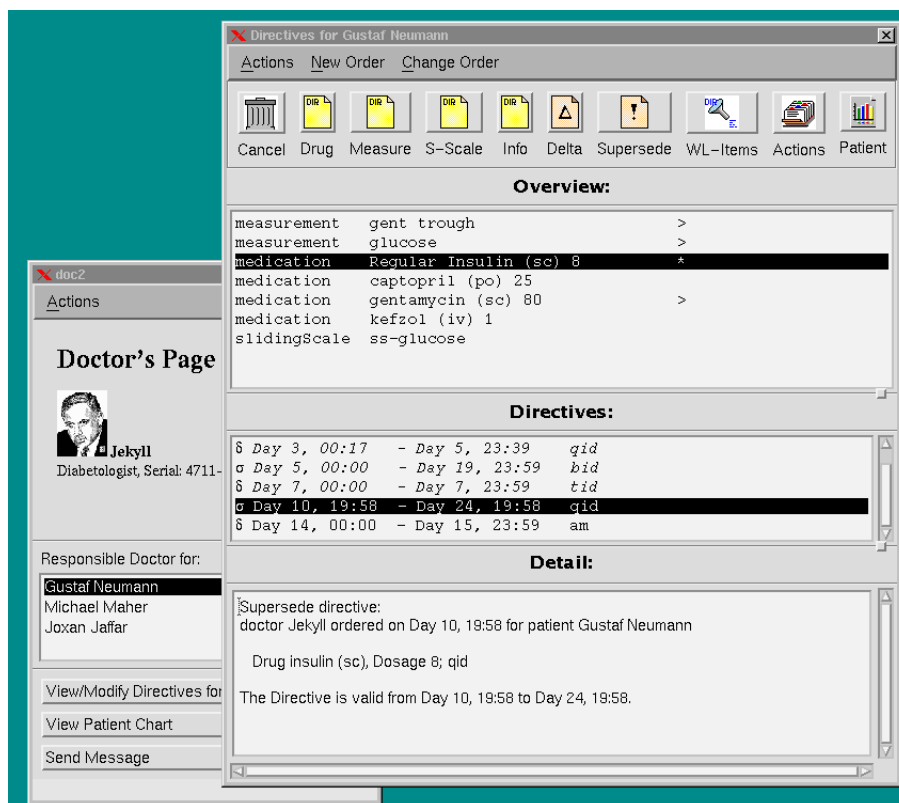 Directives for Gustaf Neumann
Actions New Order Change Order
DIR DIR DIR DIR DIR
Cancel Drug Measure S-Scale Info Delta Supersede WL-Items Actions Patient
Overview:
measurement gent trough >
measurement glucose >
medication Regular Insulin (sc) 8 *
medication captopril (po) 25
medication gentamycin (sc) 80 >
medication kefzol (iv) 1
slidingScale ss-glucose
Directives:
δ Day 3, 00:17 - Day 5, 23:39 qid
σ Day 5, 00:00 - Day 19, 23:59 bid
δ Day 7, 00:00 - Day 7, 23:59 tid
σ Day 10, 19:58 - Day 24, 19:58 qid
δ Day 14, 00:00 - Day 15, 23:59 am
Detail:
Supersede directive:
doctor Jekyll ordered on Day 10, 19:58 for patient Gustaf Neumann
Drug insulin (sc), Dosage 8; qid
The Directive is valid from Day 10, 19:58 to Day 24, 19:58.
doc2
Actions
Doctor's Page
Jekyll
Diabetologist, Serial: 4711-
Responsible Doctor for:
Gustaf Neumann
Michael Maher
Joxan Jaffar
View/Modify Directives for
View Patient Chart
Send Message